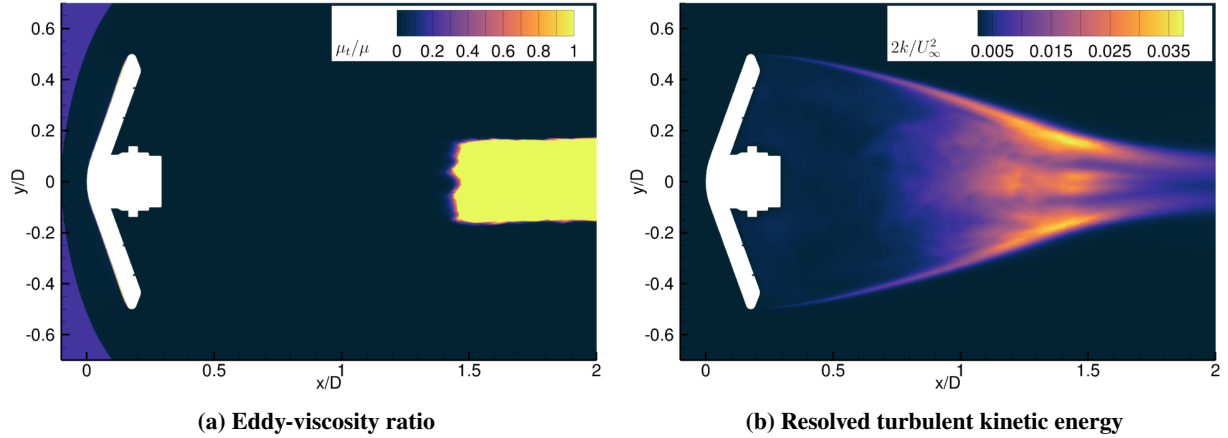 μ_t/μ 0 0.2 0.4 0.6 0.8 1
y/D
0.6
0.4
0.2
0
-0.2
-0.4
-0.6
0 0.5 1 1.5 2
x/D
(a) Eddy-viscosity ratio
2k/U_∞^2 0.005 0.015 0.025 0.035
y/D
0.6
0.4
0.2
0
-0.2
-0.4
-0.6
0 0.5 1 1.5 2
x/D
(b) Resolved turbulent kinetic energy